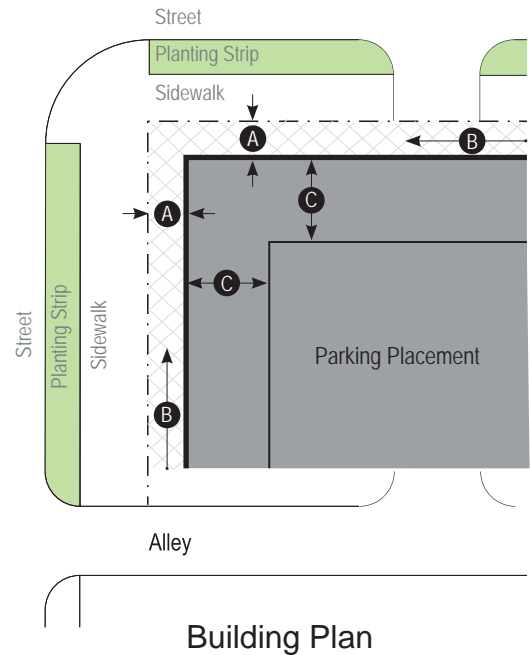 Street
Planting Strip
Sidewalk
A
B
A
C
C
Street
Planting Strip
Sidewalk
Parking Placement
B
Alley
Building Plan